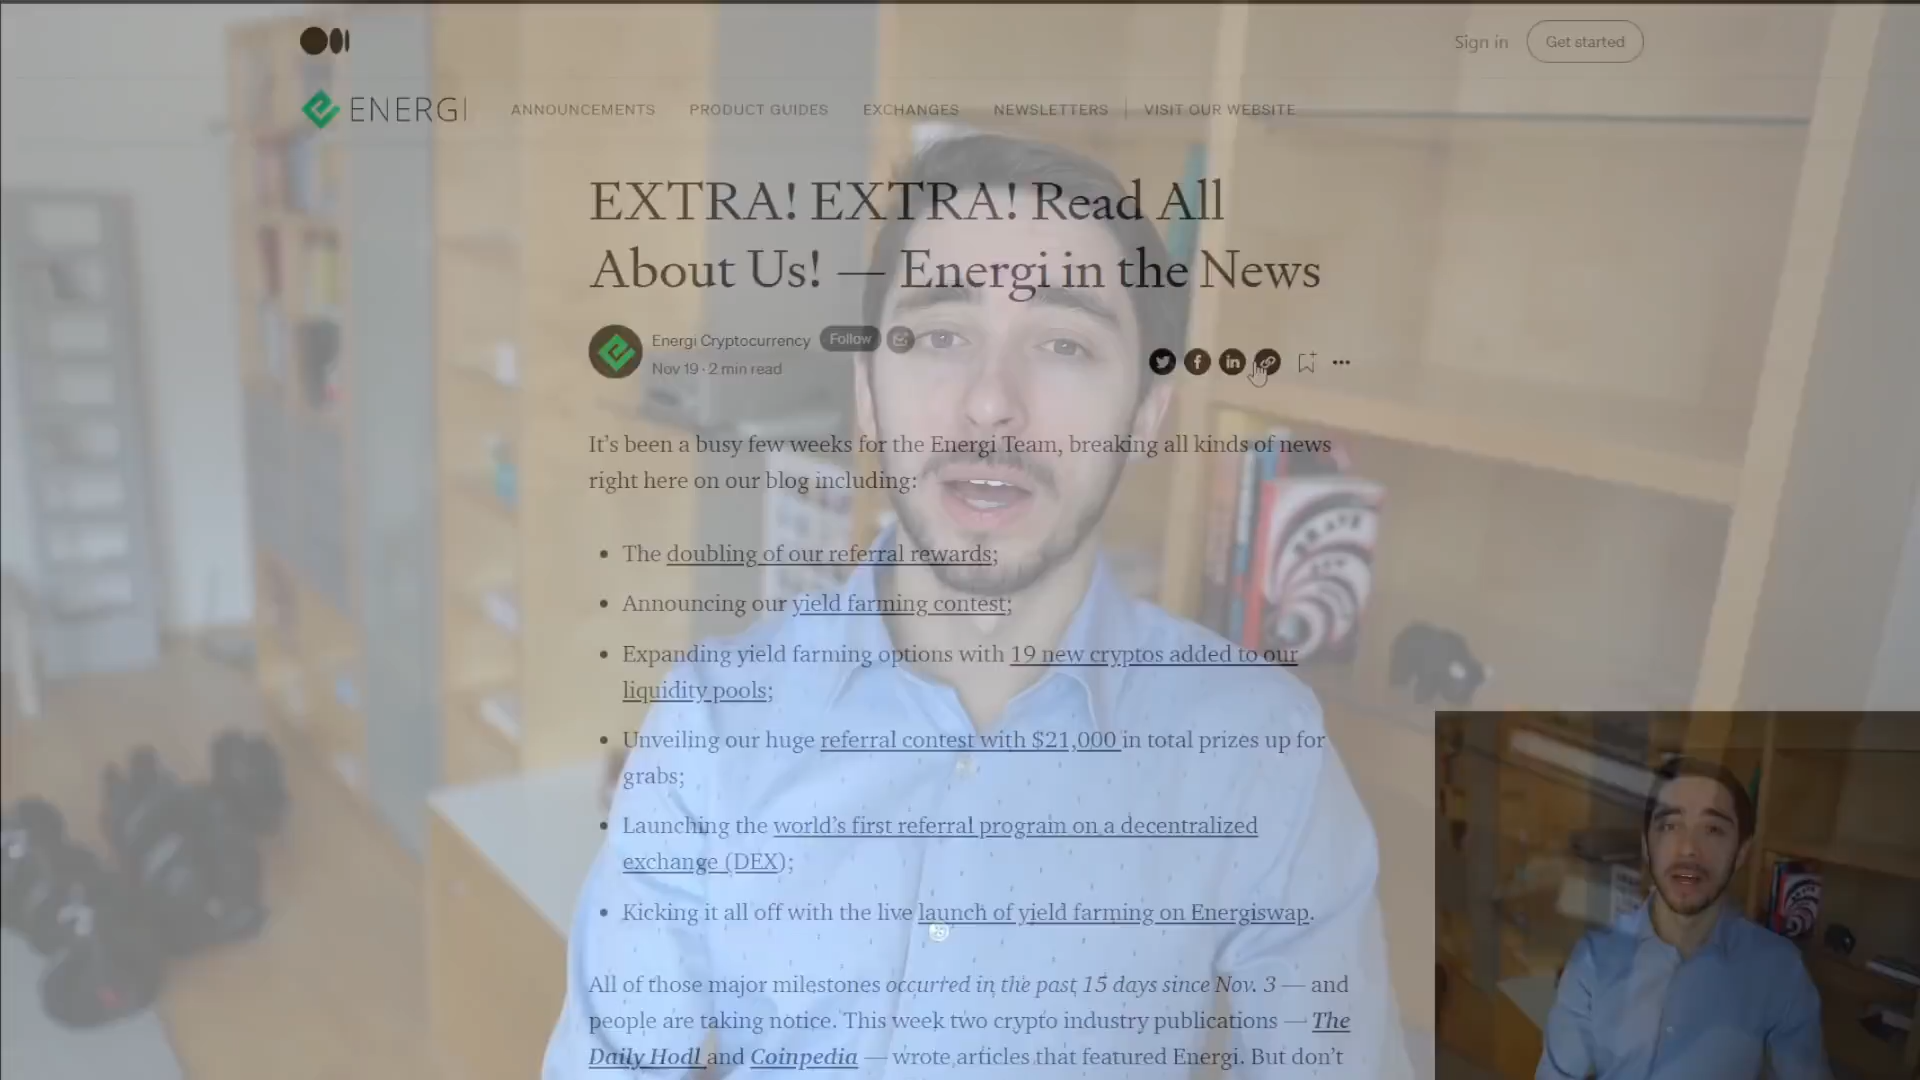 Sign in
Get started
ENERGI
ANNOUNCEMENTS
PRODUCT GUIDES
EXCHANGES
NEWSLETTERS
VISIT OUR WEBSITE
EXTRA! EXTRA! Read All
About Us! — Energi in the News
Energi Cryptocurrency
Follow
Nov 19 · 2 min read
It’s been a busy few weeks for the Energi Team, breaking all kinds of news
right here on our blog including:
• The doubling of our referral rewards;
• Announcing our yield farming contest;
• Expanding yield farming options with 19 new cryptos added to our
liquidity pools;
• Unveiling our huge referral contest with $21,000 in total prizes up for
grabs;
• Launching the world’s first referral program on a decentralized
exchange (DEX);
• Kicking it all off with the live launch of yield farming on Energiswap.
All of those major milestones occurred in the past 15 days since Nov. 3 — and
people are taking notice. This week two crypto industry publications — The
Daily Hodl and Coinpedia — wrote articles that featured Energi. But don’t